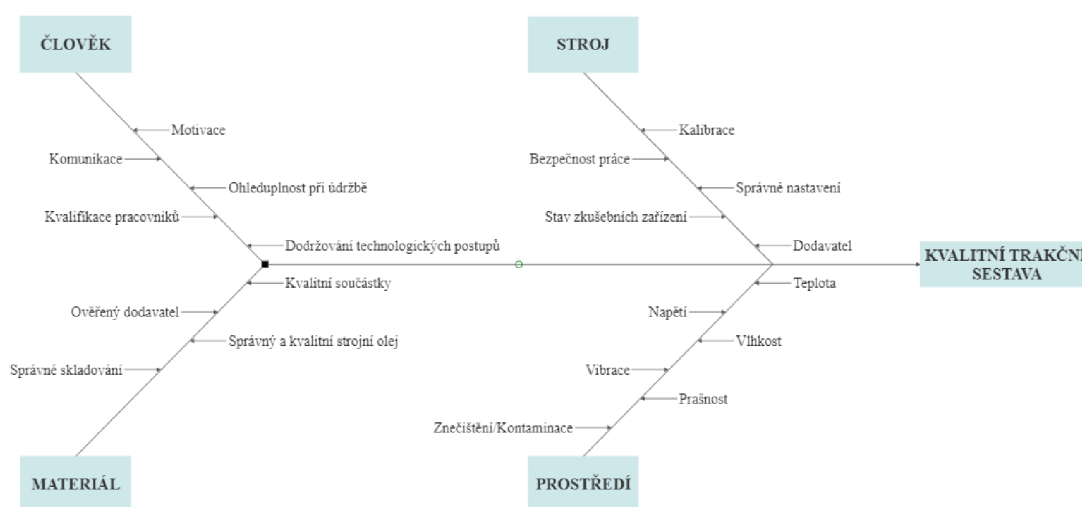 ČLOVĚK
STROJ
Motivace
Kalibrace
Komunikace
Bezpečnost práce
Ohleduplnost při údržbě
Správné nastavení
Kvalifikace pracovníků
Stav zkušebních zařízení
Dodržování technologických postupů
Dodavatel
KVALITNÍ TRAKČNÍ
SESTAVA
Kvalitní součástky
Teplota
Ověřený dodavatel
Napětí
Správný a kvalitní strojní olej
Vlhkost
Správné skladování
Vibrace
Prašnost
Znečištění/Kontaminace
MATERIÁL
PROSTŘEDÍ